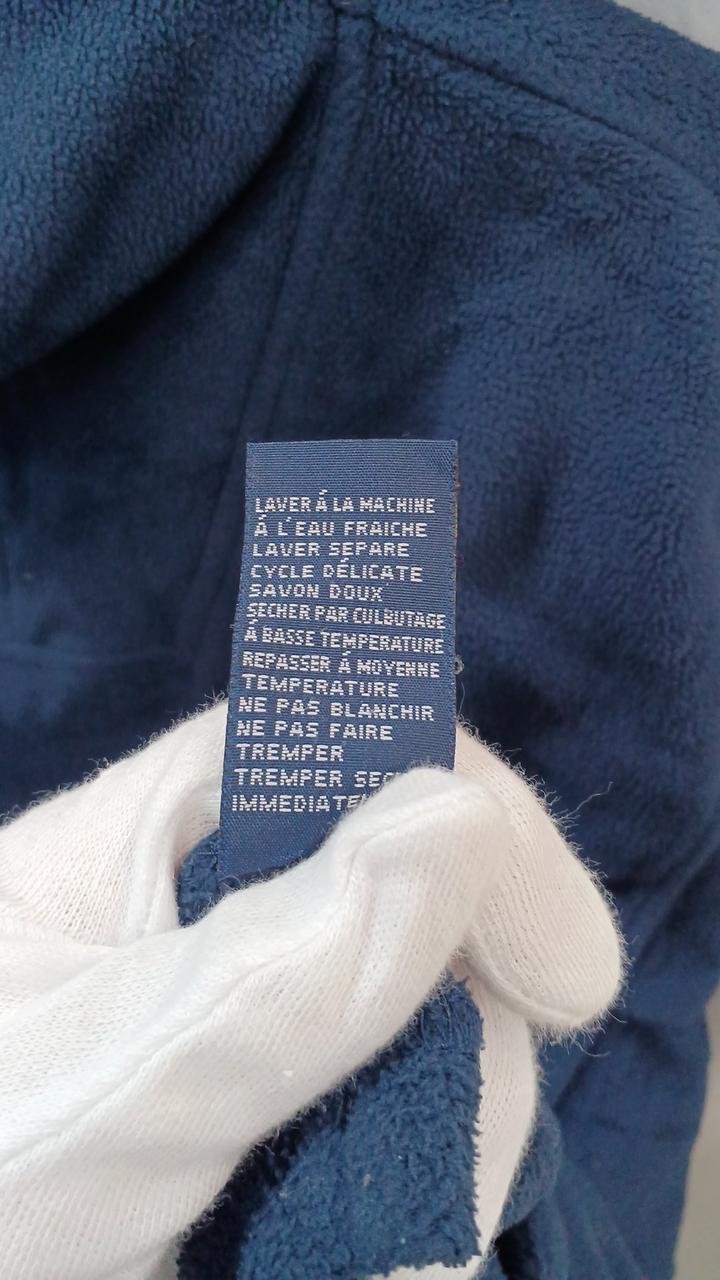 LAVER Á LA MACHINE
Á L'EAU FRAICHE
LAVER SEPARE
CYCLE DÉLICATE
SAVON DOUX
SECHER PAR CULBUTAGE
Á BASSE TEMPERATURE
REPASSER Á MOYENNE
TEMPERATURE
NE PAS BLANCHIR
NE PAS FAIRE
TREMPER
TREMPER